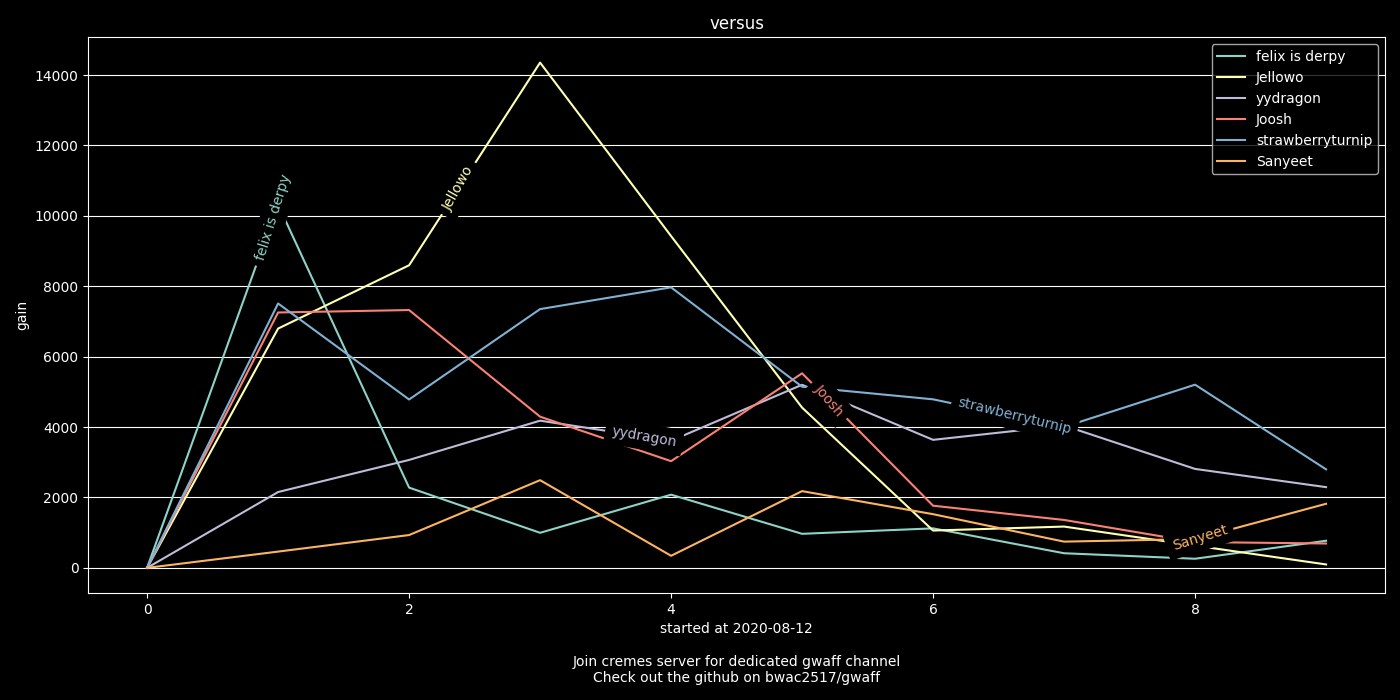 versus
felix is derpy
Jellowo
yydragon
Joosh
strawberryturnip
Sanyeet
14000
12000
10000
8000
6000
4000
2000
0
gain
felix is derpy
Jellowo
yydragon
Joosh
strawberryturnip
Sanyeet
0 2 4 6 8
started at 2020-08-12
Join cremes server for dedicated gwaff channel
Check out the github on bwac2517/gwaff